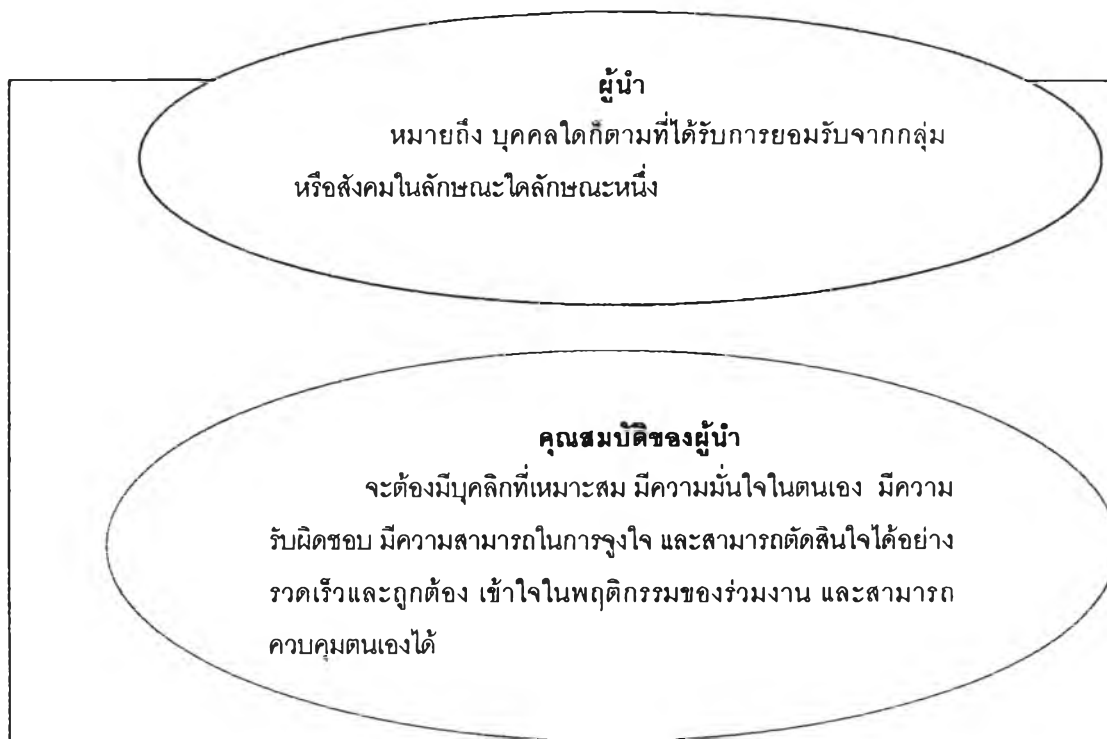 ผู้นำ
หมายถึง บุคคลใดก็ตามที่ได้รับการยอมรับจากกลุ่ม
หรือสังคมในลักษณะใดลักษณะหนึ่ง
คุณสมบัติของผู้นำ
จะต้องมีบุคลิกที่เหมาะสม มีความมั่นใจในตนเอง มีความ
รับผิดชอบ มีความสามารถในการจูงใจ และสามารถตัดสินใจได้อย่าง
รวดเร็วและถูกต้อง เข้าใจในพฤติกรรมของร่วมงาน และสามารถ
ควบคุมตนเองได้